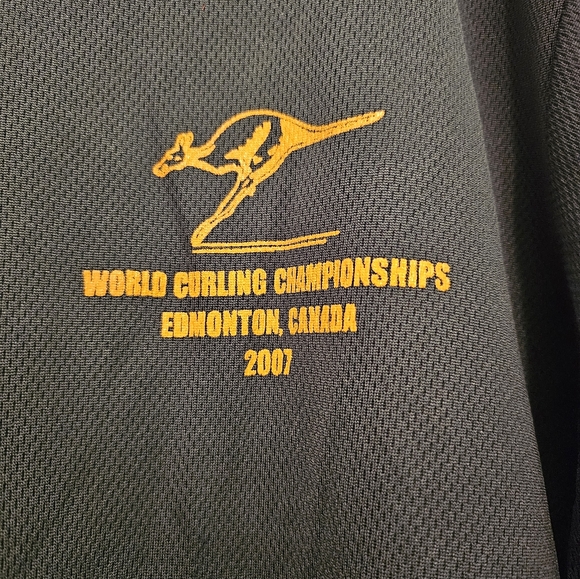 WORLD CURLING CHAMPIONSHIPS
EDMONTON, CANADA
2007